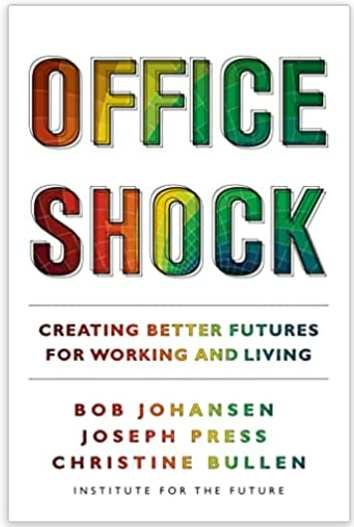 OFFICE
SHOCK
CREATING BETTER FUTURES
FOR WORKING AND LIVING
BOB JOHANSEN
JOSEPH PRESS
CHRISTINE BULLEN
INSTITUTE FOR THE FUTURE